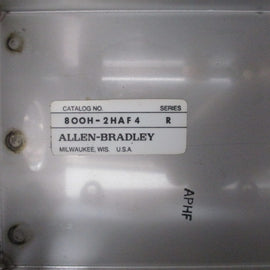 CATALOG NO. SERIES
800H-2HAF4 R
ALLEN-BRADLEY
MILWAUKEE, WIS. U.S.A.
APHF